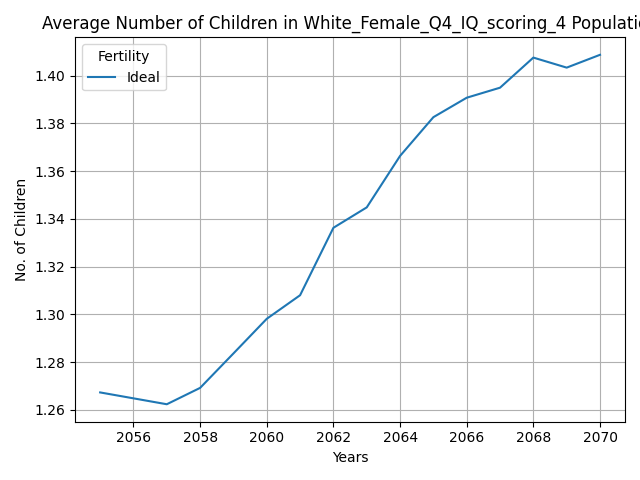 Average Number of Children in White_Female_Q4_IQ_scoring_4 Populatio
Fertility
Ideal
1.40
1.38
1.36
1.34
1.32
1.30
1.28
1.26
No. of Children
2056 2058 2060 2062 2064 2066 2068 2070
Years